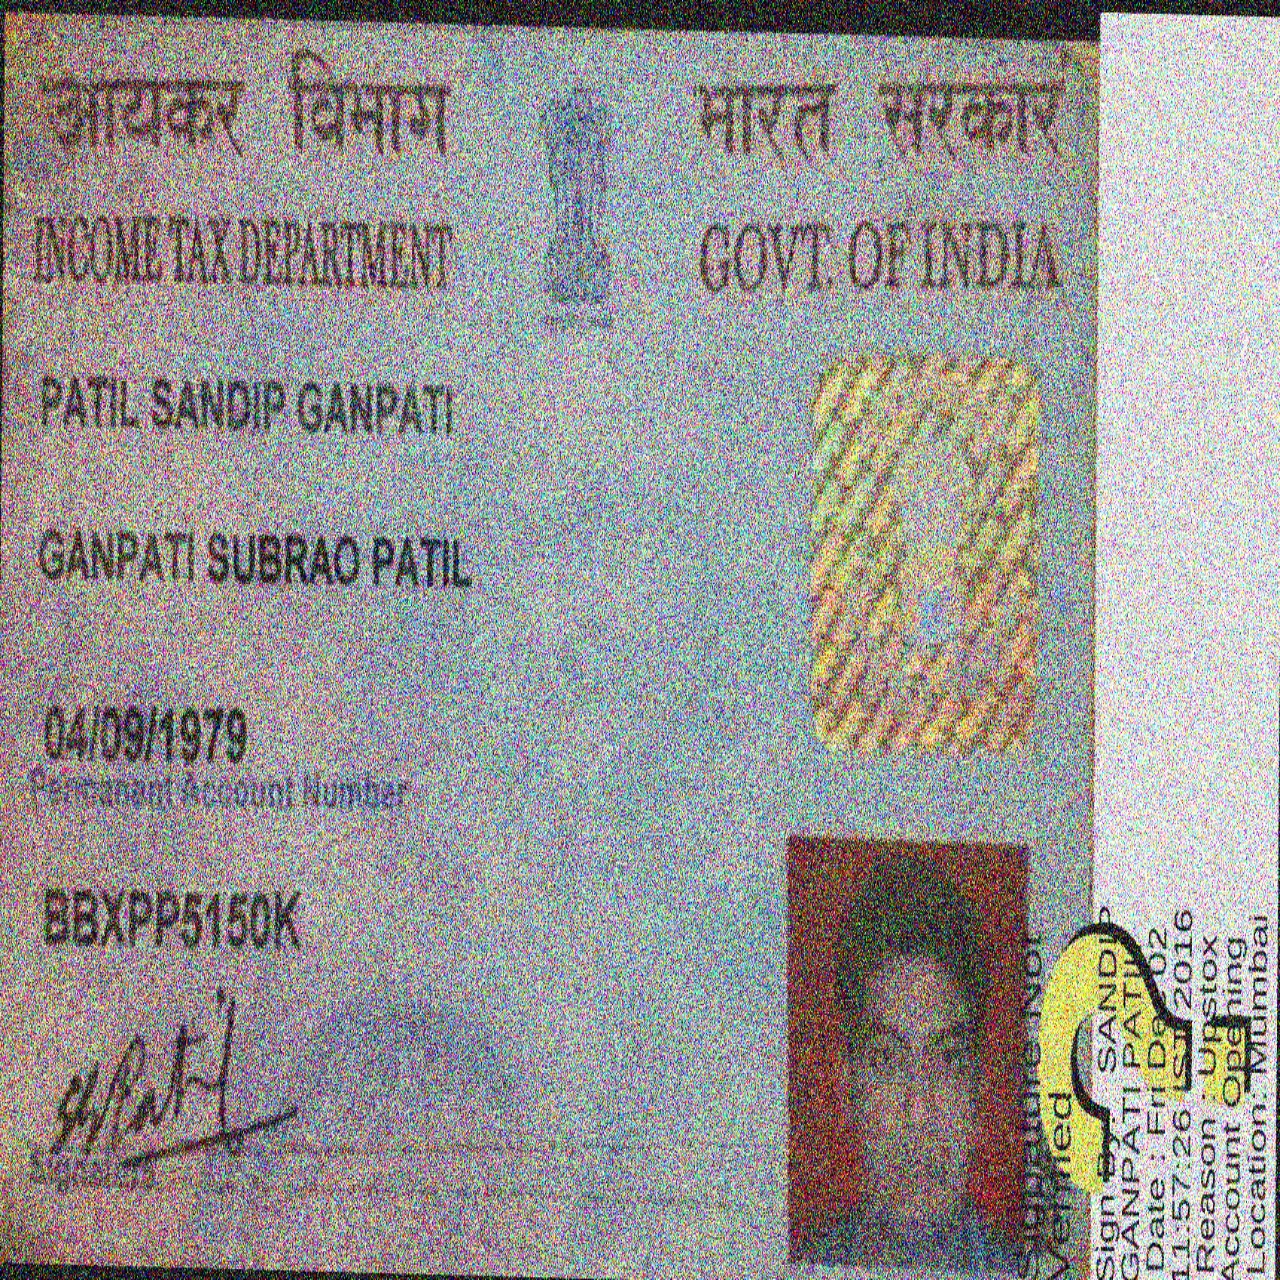 आयकर विभाग भारत सरकार
INCOME TAX DEPARTMENT GOVT. OF INDIA
PATIL SANDIP GANPATI
GANPATI SUBRAO PATIL
04/09/1979
Permanent Account Number
BBXPP5150K
Signature
Signature Not
Verified
Sign BY SANDIP
GANPATI PATIL
Date : Fri 02
11:57:26 IST 2016
Reason Upstox
Account Opening
Location: Mumbai